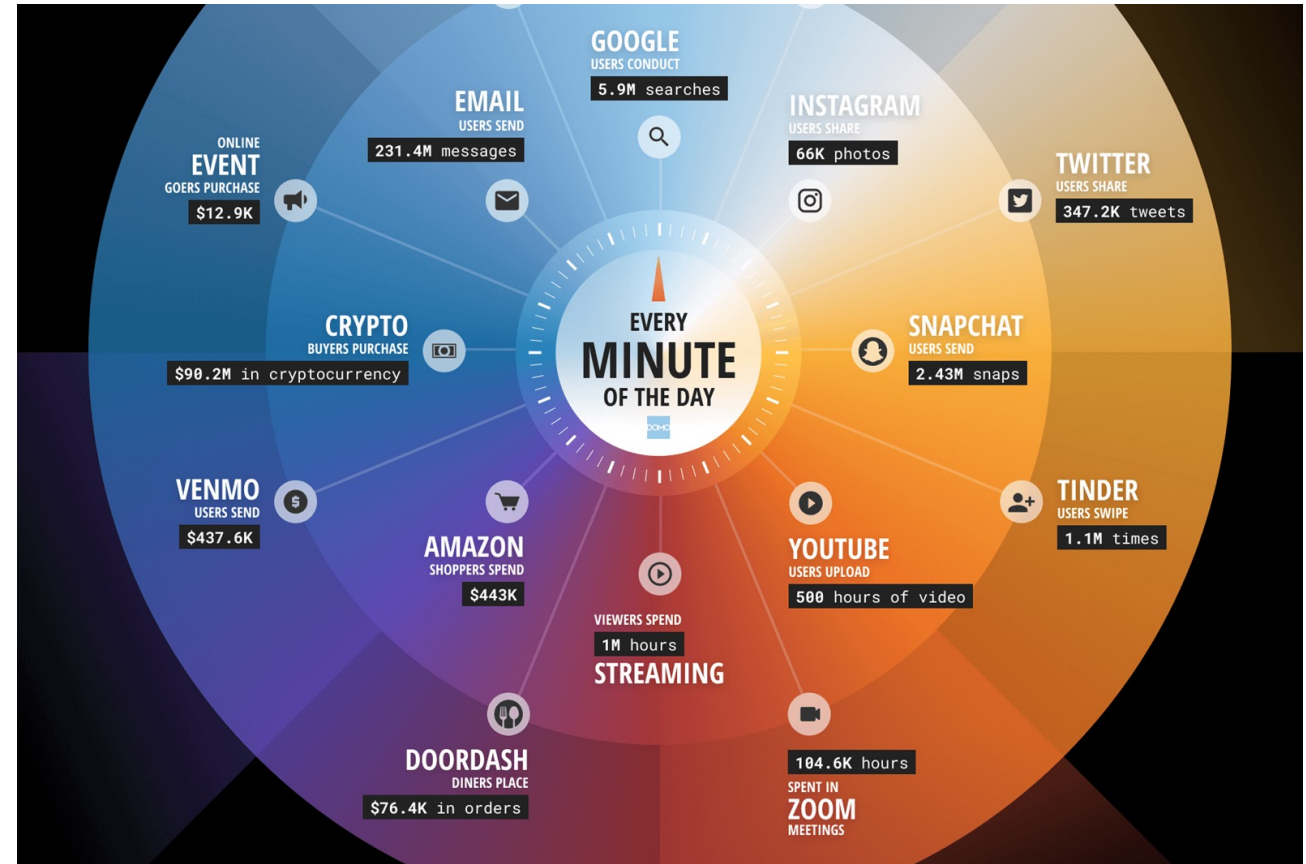 GOOGLE
USERS CONDUCT
5.9M searches
INSTAGRAM
USERS SHARE
66K photos
TWITTER
USERS SHARE
347.2K tweets
SNAPCHAT
USERS SEND
2.43M snaps
TINDER
USERS SWIPE
1.1M times
YOUTUBE
USERS UPLOAD
500 hours of video
104.6K hours
SPENT IN
ZOOM
MEETINGS
VIEWERS SPEND
1M hours
STREAMING
DOORDASH
DINERS PLACE
$76.4K in orders
AMAZON
SHOPPERS SPEND
$443K
VENMO
USERS SEND
$437.6K
CRYPTO
BUYERS PURCHASE
$90.2M in cryptocurrency
ONLINE
EVENT
GOERS PURCHASE
$12.9K
EMAIL
USERS SEND
231.4M messages
EVERY
MINUTE
OF THE DAY
DOMO